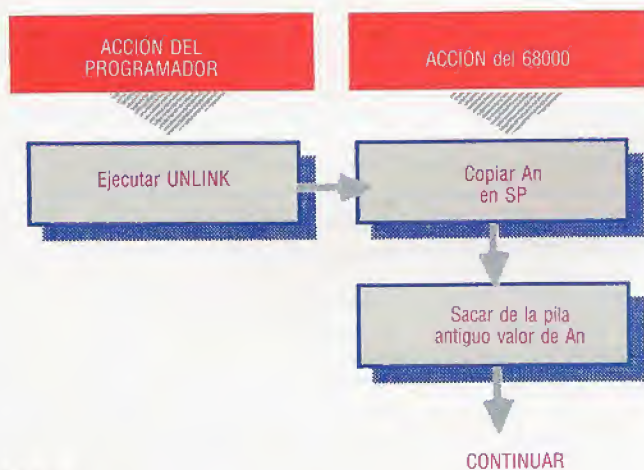 ACCIÓN DEL
PROGRAMADOR
ACCIÓN del 68000
Ejecutar UNLINK
Copiar An
en SP
Sacar de la pila
antiguo valor de An
CONTINUAR